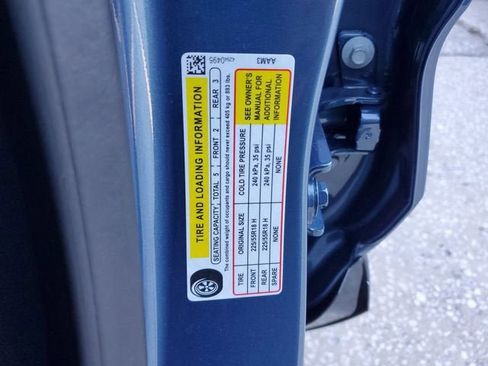 TIRE AND LOADING INFORMATION
SEATING CAPACITY TOTAL 5 FRONT 2 REAR 3
The combined weight of occupants and cargo should never exceed 405 kg or 893 lbs.
TIRE ORIGINAL SIZE COLD TIRE PRESSURE
FRONT 225/55R18 H 240 kPa, 35 psi
REAR 225/55R18 H 240 kPa, 35 psi
SPARE NONE NONE
SEE OWNER'S
MANUAL FOR
ADDITIONAL
INFORMATION
AAM3